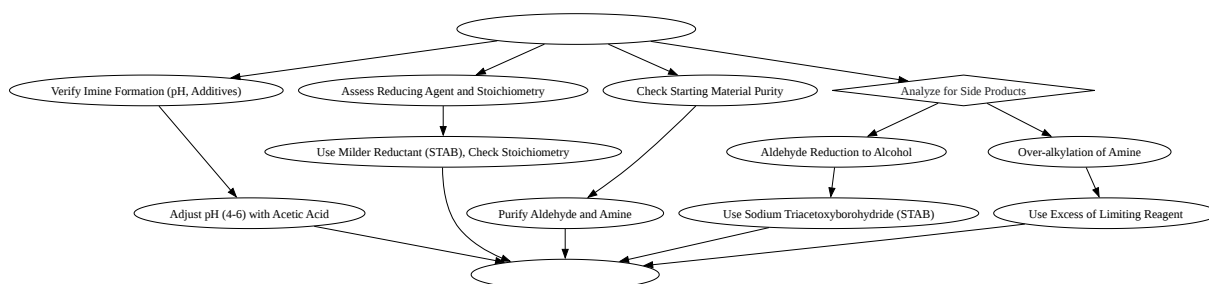 Verify Imine Formation (pH, Additives)
Assess Reducing Agent and Stoichiometry
Check Starting Material Purity
Analyze for Side Products
Use Milder Reductant (STAB), Check Stoichiometry
Aldehyde Reduction to Alcohol
Over-alkylation of Amine
Adjust pH (4-6) with Acetic Acid
Purify Aldehyde and Amine
Use Sodium Triacetoxyborohydride (STAB)
Use Excess of Limiting Reagent